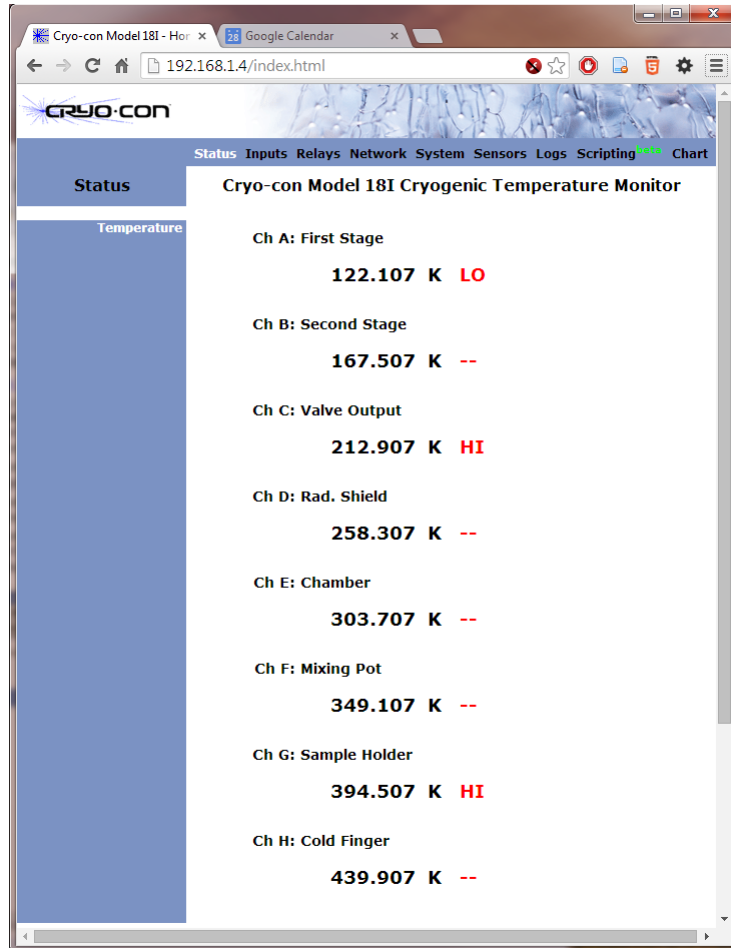 Cryo-con Model 18I - Hor
28 Google Calendar
192.168.1.4/index.html
CRYO·CON
Status Inputs Relays Network System Sensors Logs Scripting beta Chart
Status
Cryo-con Model 18I Cryogenic Temperature Monitor
Temperature
Ch A: First Stage
122.107 K LO
Ch B: Second Stage
167.507 K --
Ch C: Valve Output
212.907 K HI
Ch D: Rad. Shield
258.307 K --
Ch E: Chamber
303.707 K --
Ch F: Mixing Pot
349.107 K --
Ch G: Sample Holder
394.507 K HI
Ch H: Cold Finger
439.907 K --